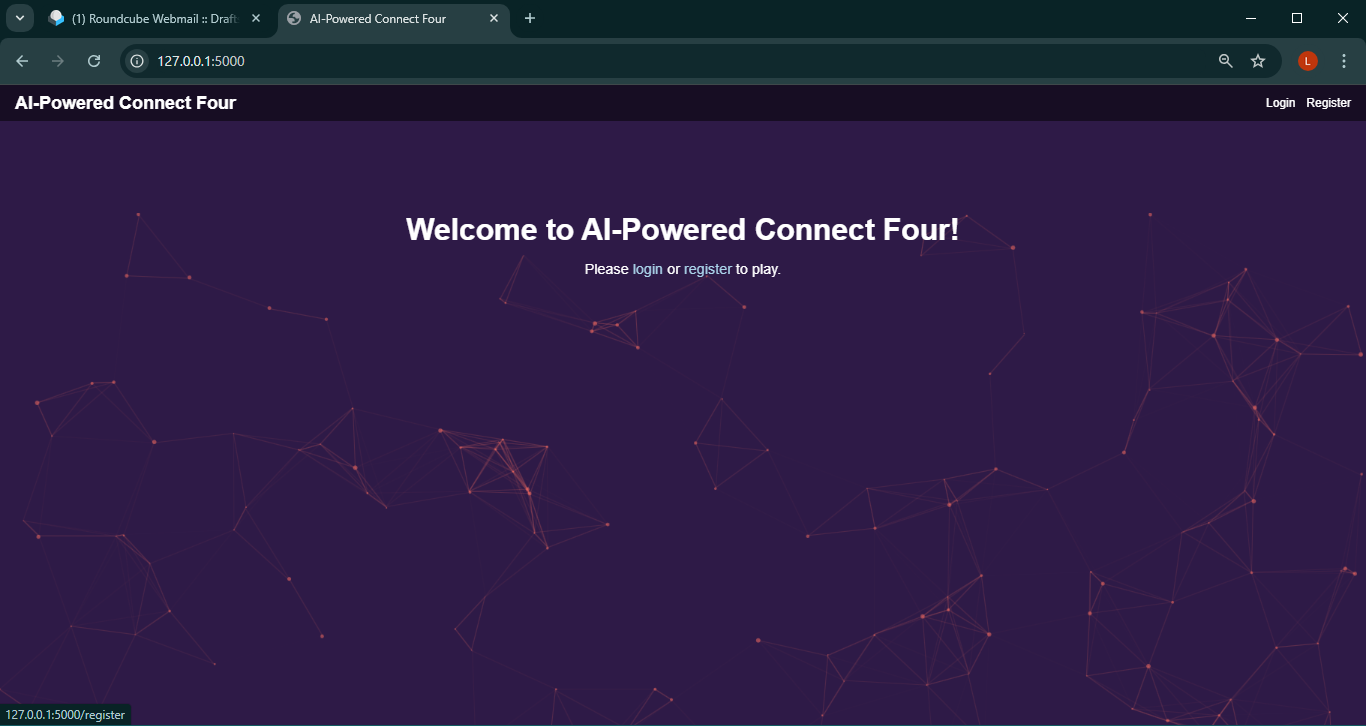 (1) Roundcube Webmail :: Draft
AI-Powered Connect Four
127.0.0.1:5000
L
AI-Powered Connect Four
Login Register
Welcome to AI-Powered Connect Four!
Please login or register to play.
127.0.0.1:5000/register